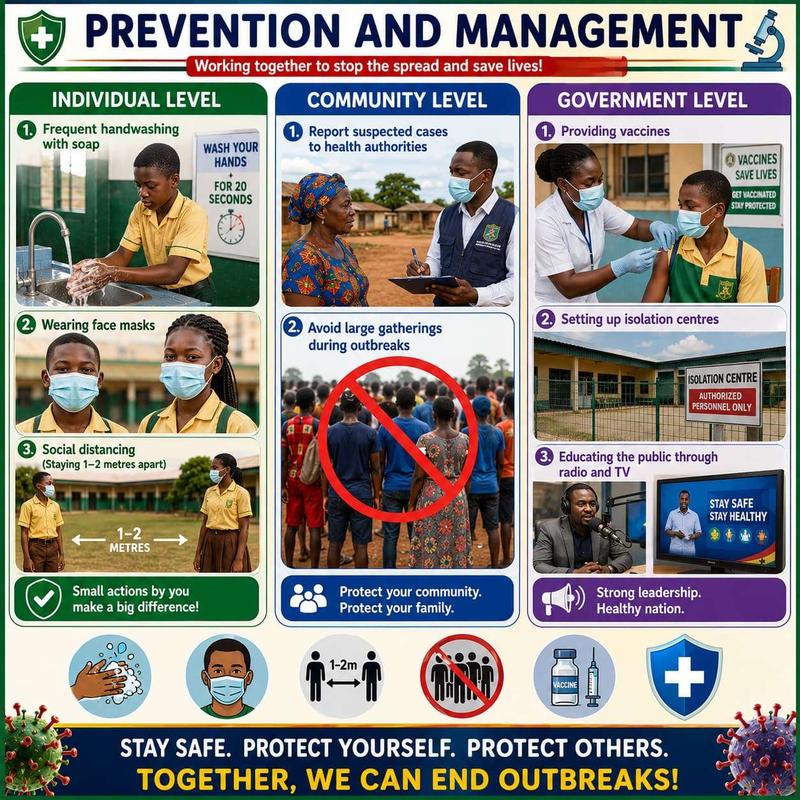 PREVENTION AND MANAGEMENT
Working together to stop the spread and save lives!
INDIVIDUAL LEVEL
1. Frequent handwashing
with soap
WASH YOUR
HANDS
FOR 20
SECONDS
2. Wearing face masks
3. Social distancing
(Staying 1–2 metres apart)
1–2
METRES
Small actions by you
make a big difference!
COMMUNITY LEVEL
1. Report suspected cases
to health authorities
2. Avoid large gatherings
during outbreaks
Protect your community.
Protect your family.
GOVERNMENT LEVEL
1. Providing vaccines
VACCINES
SAVE LIVES
GET VACCINATED
STAY PROTECTED
2. Setting up isolation centres
ISOLATION CENTRE
AUTHORIZED
PERSONNEL ONLY
3. Educating the public through
radio and TV
STAY SAFE
STAY HEALTHY
Strong leadership.
Healthy nation.
1–2m
VACCINE
STAY SAFE. PROTECT YOURSELF. PROTECT OTHERS.
TOGETHER, WE CAN END OUTBREAKS!